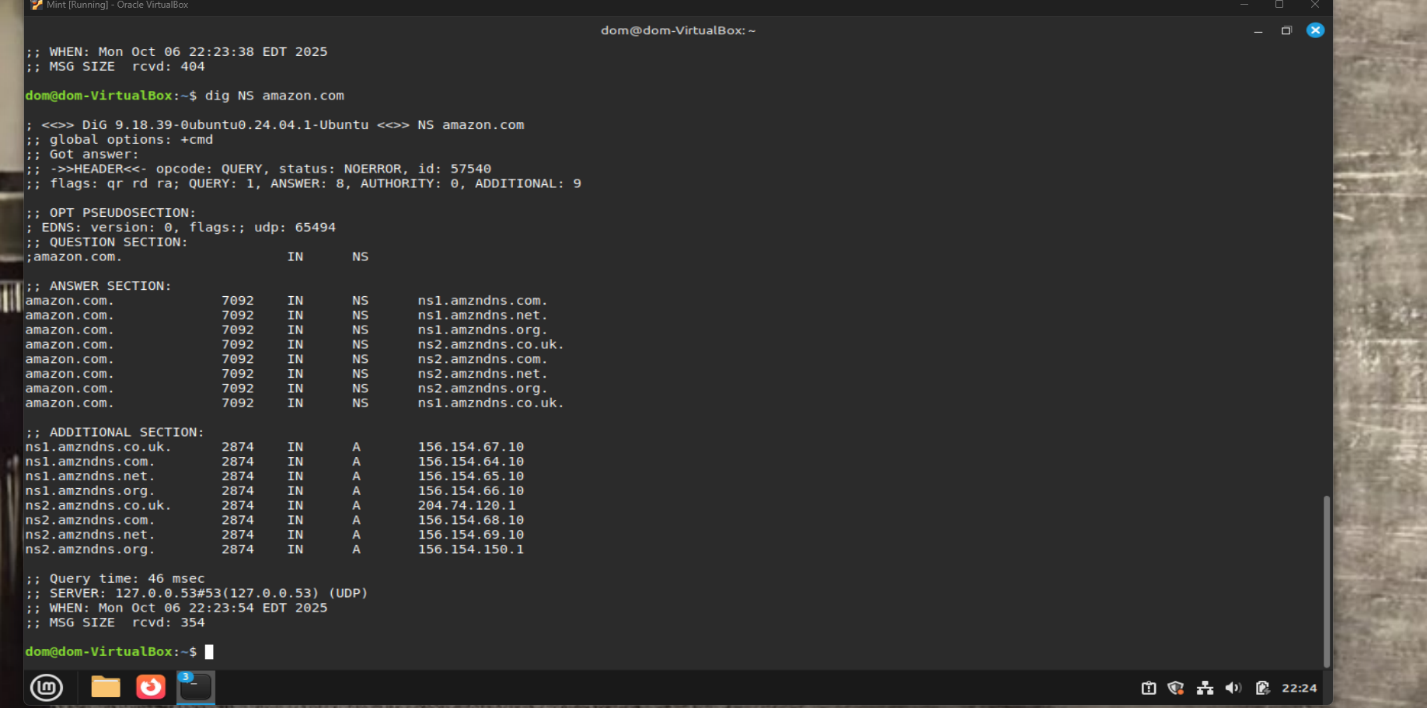 Mint [Running] - Oracle VirtualBox
dom@dom-VirtualBox: ~
;; WHEN: Mon Oct 06 22:23:38 EDT 2025
;; MSG SIZE  rcvd: 404
dom@dom-VirtualBox:~$ dig NS amazon.com
; <<>> DiG 9.18.39-0ubuntu0.24.04.1-Ubuntu <<>> NS amazon.com
;; global options: +cmd
;; Got answer:
;; ->>HEADER<<- opcode: QUERY, status: NOERROR, id: 57540
;; flags: qr rd ra; QUERY: 1, ANSWER: 8, AUTHORITY: 0, ADDITIONAL: 9
;; OPT PSEUDOSECTION:
; EDNS: version: 0, flags:; udp: 65494
;; QUESTION SECTION:
;amazon.com. IN NS
;; ANSWER SECTION:
amazon.com. 7092 IN NS ns1.amzndns.com.
amazon.com. 7092 IN NS ns1.amzndns.net.
amazon.com. 7092 IN NS ns1.amzndns.org.
amazon.com. 7092 IN NS ns2.amzndns.co.uk.
amazon.com. 7092 IN NS ns2.amzndns.com.
amazon.com. 7092 IN NS ns2.amzndns.net.
amazon.com. 7092 IN NS ns2.amzndns.org.
amazon.com. 7092 IN NS ns1.amzndns.co.uk.
;; ADDITIONAL SECTION:
ns1.amzndns.co.uk. 2874 IN A 156.154.67.10
ns1.amzndns.com. 2874 IN A 156.154.64.10
ns1.amzndns.net. 2874 IN A 156.154.65.10
ns1.amzndns.org. 2874 IN A 156.154.66.10
ns2.amzndns.co.uk. 2874 IN A 204.74.120.1
ns2.amzndns.com. 2874 IN A 156.154.68.10
ns2.amzndns.net. 2874 IN A 156.154.69.10
ns2.amzndns.org. 2874 IN A 156.154.150.1
;; Query time: 46 msec
;; SERVER: 127.0.0.53#53(127.0.0.53) (UDP)
;; WHEN: Mon Oct 06 22:23:54 EDT 2025
;; MSG SIZE  rcvd: 354
dom@dom-VirtualBox:~$
3
22:24